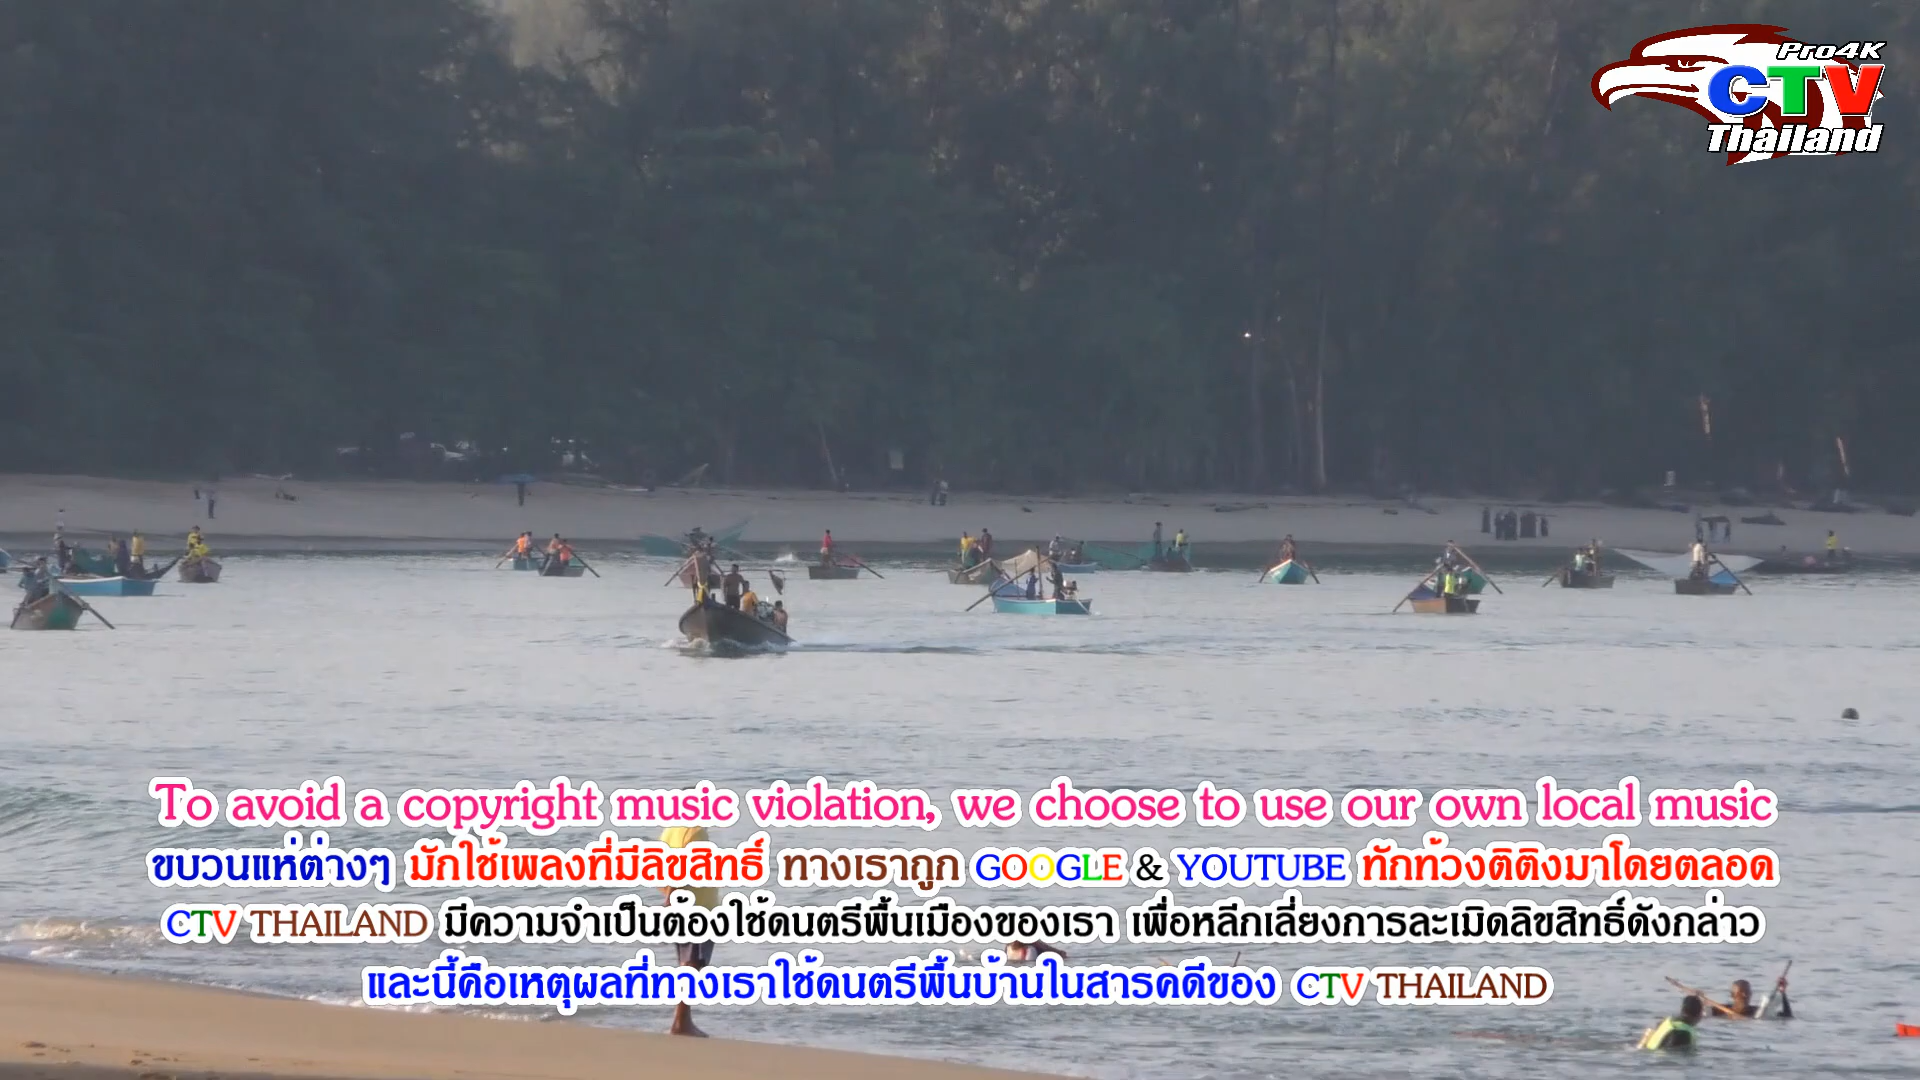 Pro4K
CTV
Thailand
To avoid a copyright music violation, we choose to use our own local music
ขบวนแห่ต่างๆ มักใช้เพลงที่มีลิขสิทธิ์ ทางเราถูก GOOGLE & YOUTUBE ทักท้วงติติงมาโดยตลอด
CTV THAILAND มีความจำเป็นต้องใช้ดนตรีพื้นเมืองของเรา เพื่อหลีกเลี่ยงการละเมิดลิขสิทธิ์ดังกล่าว
และนี้คือเหตุผลที่ทางเราใช้ดนตรีพื้นบ้านในสารคดีของ CTV THAILAND